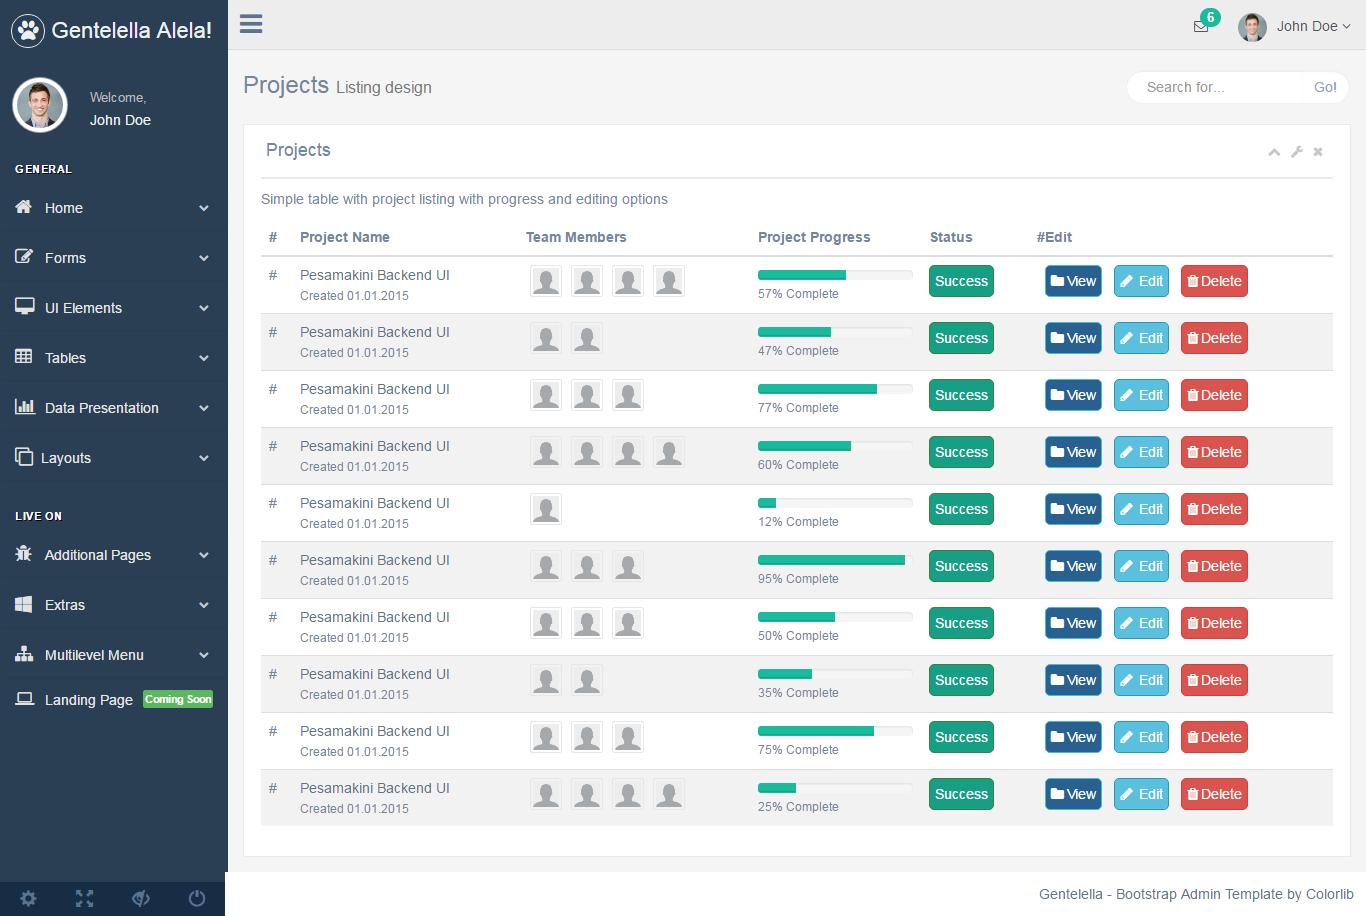 Gentelella Alela!
Welcome,
John Doe
GENERAL
Home
Forms
UI Elements
Tables
Data Presentation
Layouts
LIVE ON
Additional Pages
Extras
Multilevel Menu
Landing Page Coming Soon
6
John Doe
Projects Listing design
Search for... Go!
Projects
Simple table with project listing with progress and editing options
# Project Name Team Members Project Progress Status #Edit
# Pesamakini Backend UI Success View Edit Delete
Created 01.01.2015 57% Complete
# Pesamakini Backend UI Success View Edit Delete
Created 01.01.2015 47% Complete
# Pesamakini Backend UI Success View Edit Delete
Created 01.01.2015 77% Complete
# Pesamakini Backend UI Success View Edit Delete
Created 01.01.2015 60% Complete
# Pesamakini Backend UI Success View Edit Delete
Created 01.01.2015 12% Complete
# Pesamakini Backend UI Success View Edit Delete
Created 01.01.2015 95% Complete
# Pesamakini Backend UI Success View Edit Delete
Created 01.01.2015 50% Complete
# Pesamakini Backend UI Success View Edit Delete
Created 01.01.2015 35% Complete
# Pesamakini Backend UI Success View Edit Delete
Created 01.01.2015 75% Complete
# Pesamakini Backend UI Success View Edit Delete
Created 01.01.2015 25% Complete
Gentelella - Bootstrap Admin Template by Colorlib